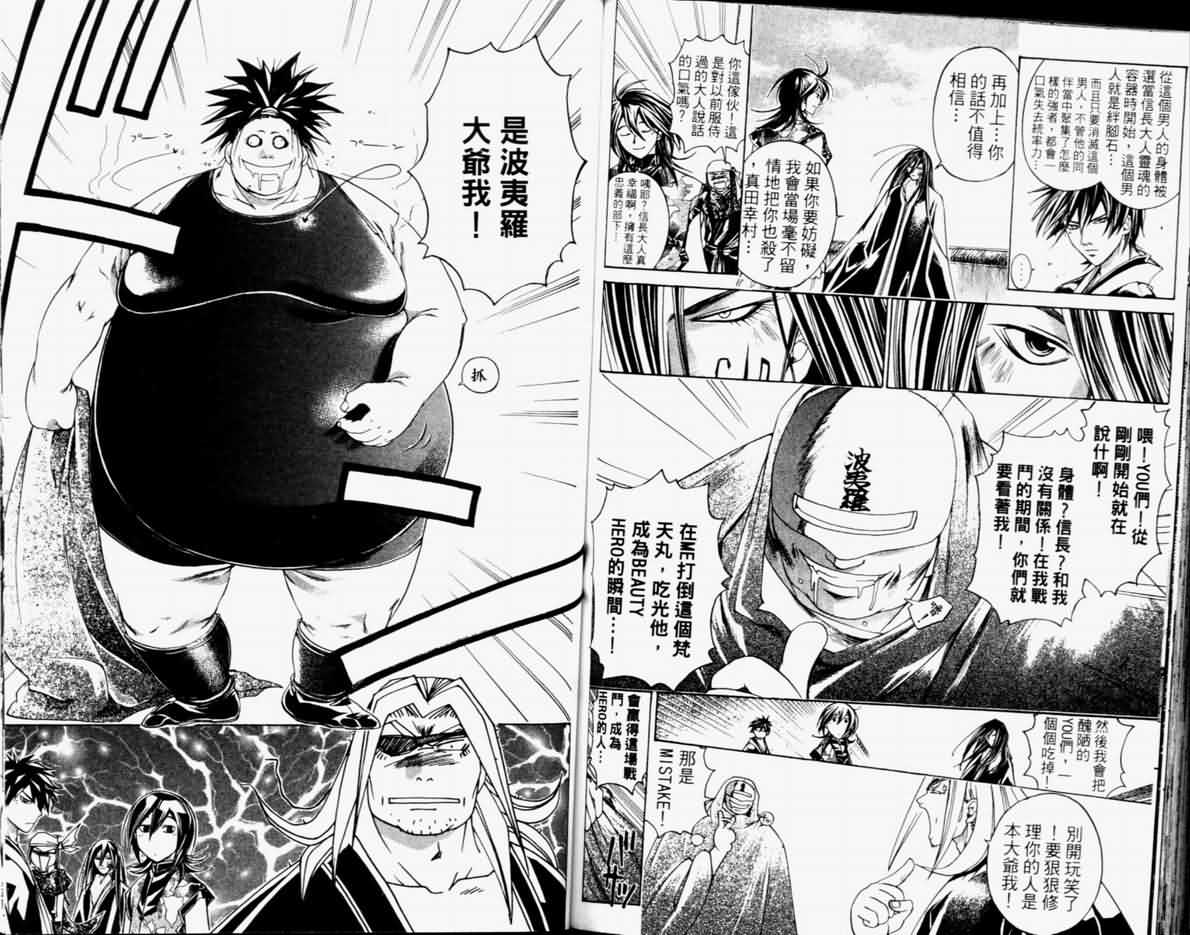 從這個男人的身體被
選當信長大人靈魂的
容器時開始，這個男
人就是絆腳石…
而且只要消滅這個
男人，不管他的同
伴當中聚集了怎麼
樣的強者，都會一
口氣失去統率力…
…
再加上…你
的話不值得
相信…
如果你要妨礙，
我會當場毫不留
情地把你也殺了
，真田幸村…
你這傢伙！這
是對以前服侍
過的大人說話
的口氣嗎？
咦耶？信長大人真
幸福啊，擁有這麼
忠義的部下…
喂！YOU們！從
剛剛開始就在
說什啊！
身體？信長？和我
沒有關係！在我戰
鬥的期間，你們就
要看著我！
波夷羅
在ME打倒這個梵
天丸，吃光他，
成為BEAUTY
HERO的瞬間…！
然後我會把
醜陋的
YOU們，一
個個吃掉！
會贏得這場戰
鬥，成為
HERO的人…
別開玩笑了
！要狠狠修
理你的人是
本大爺我！
那是
MISTAKE！
バサッ
是波夷羅
大爺我！
抓